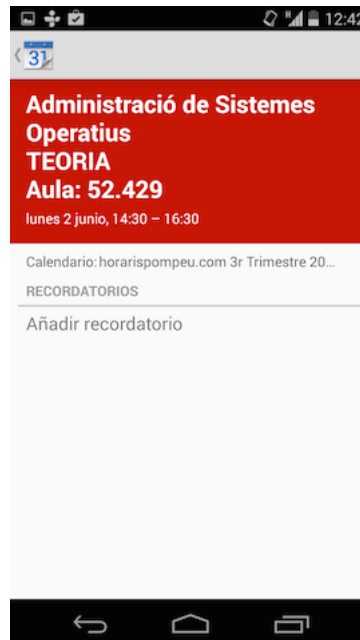 12:42
31
Administració de Sistemes
Operatius
TEORIA
Aula: 52.429
lunes 2 junio, 14:30 – 16:30
Calendario: horarispompeu.com 3r Trimestre 20...
RECORDATORIOS
Añadir recordatorio